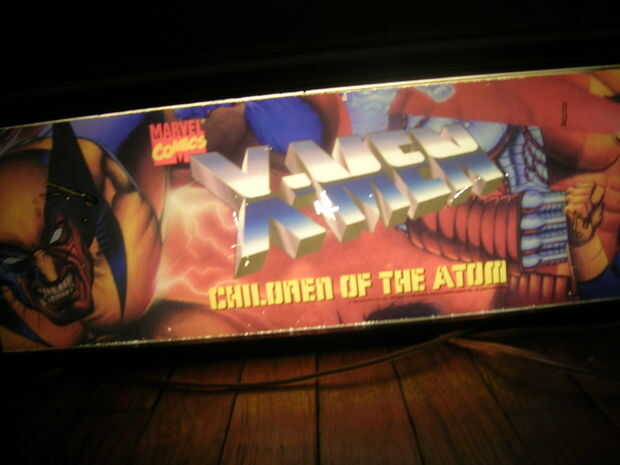 MARVEL
COMICS
X-MEN
CHILDREN OF THE ATOM